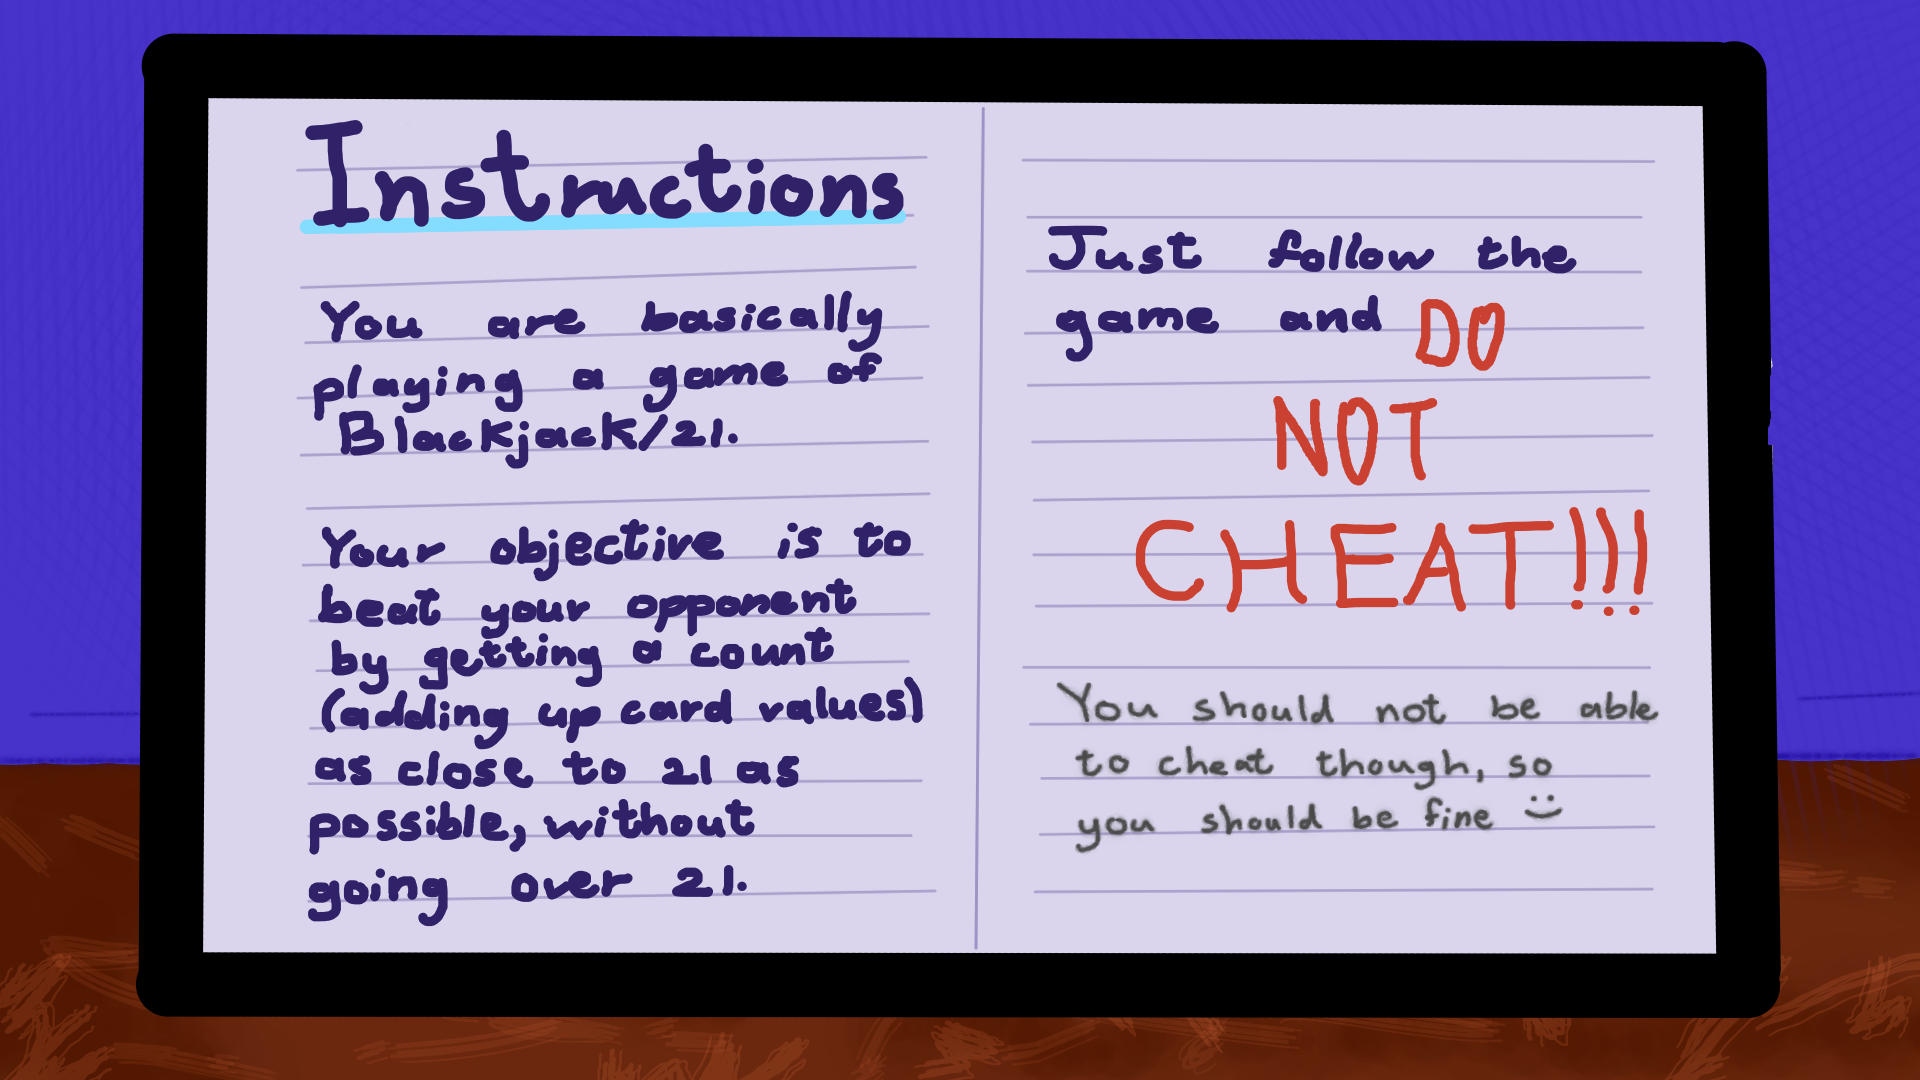 Instructions
You are basically
playing a game of
Blackjack/21.
Your objective is to
beat your opponent
by getting a count
(adding up card values)
as close to 21 as
possible, without
going over 21.
Just follow the
game and DO
NOT
CHEAT!!!
You should not be able
to cheat though, so
you should be fine :)